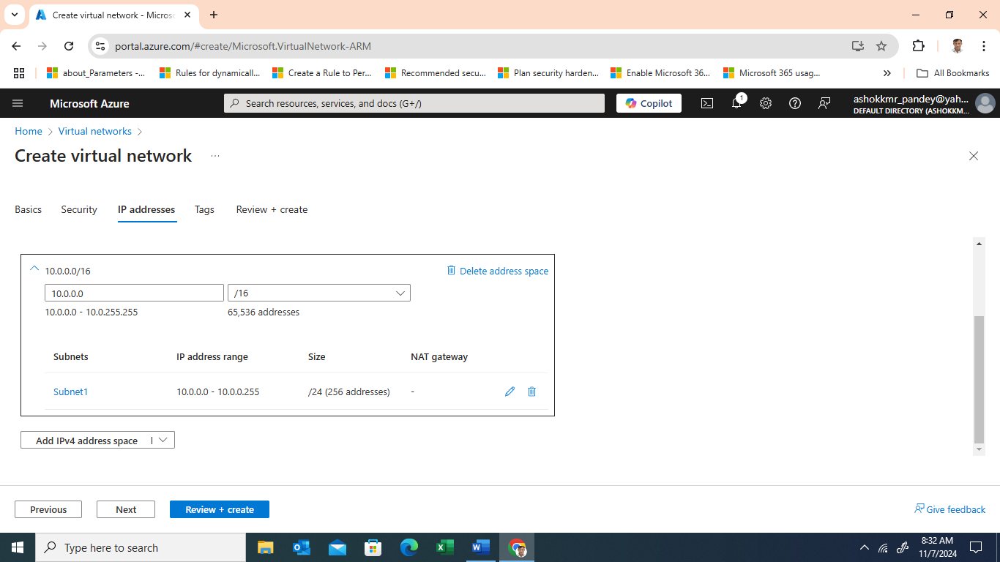 Create virtual network - Micros
portal.azure.com/#create/Microsoft.VirtualNetwork-ARM
about_Parameters -... Rules for dynamicall... Create a Rule to Per... Recommended secu... Plan security harden... Enable Microsoft 36... Microsoft 365 usag... » All Bookmarks
Microsoft Azure
Search resources, services, and docs (G+/)
Copilot
1
ashokkmr_pandey@yah...
DEFAULT DIRECTORY (ASHOKKM...
Home > Virtual networks >
Create virtual network ...
Basics Security IP addresses Tags Review + create
10.0.0.0/16 Delete address space
10.0.0.0 /16
10.0.0.0 - 10.0.255.255 65,536 addresses
Subnets IP address range Size NAT gateway
Subnet1 10.0.0.0 - 10.0.0.255 /24 (256 addresses) -
Add IPv4 address space
Previous Next Review + create Give feedback
Type here to search
8:32 AM
11/7/2024